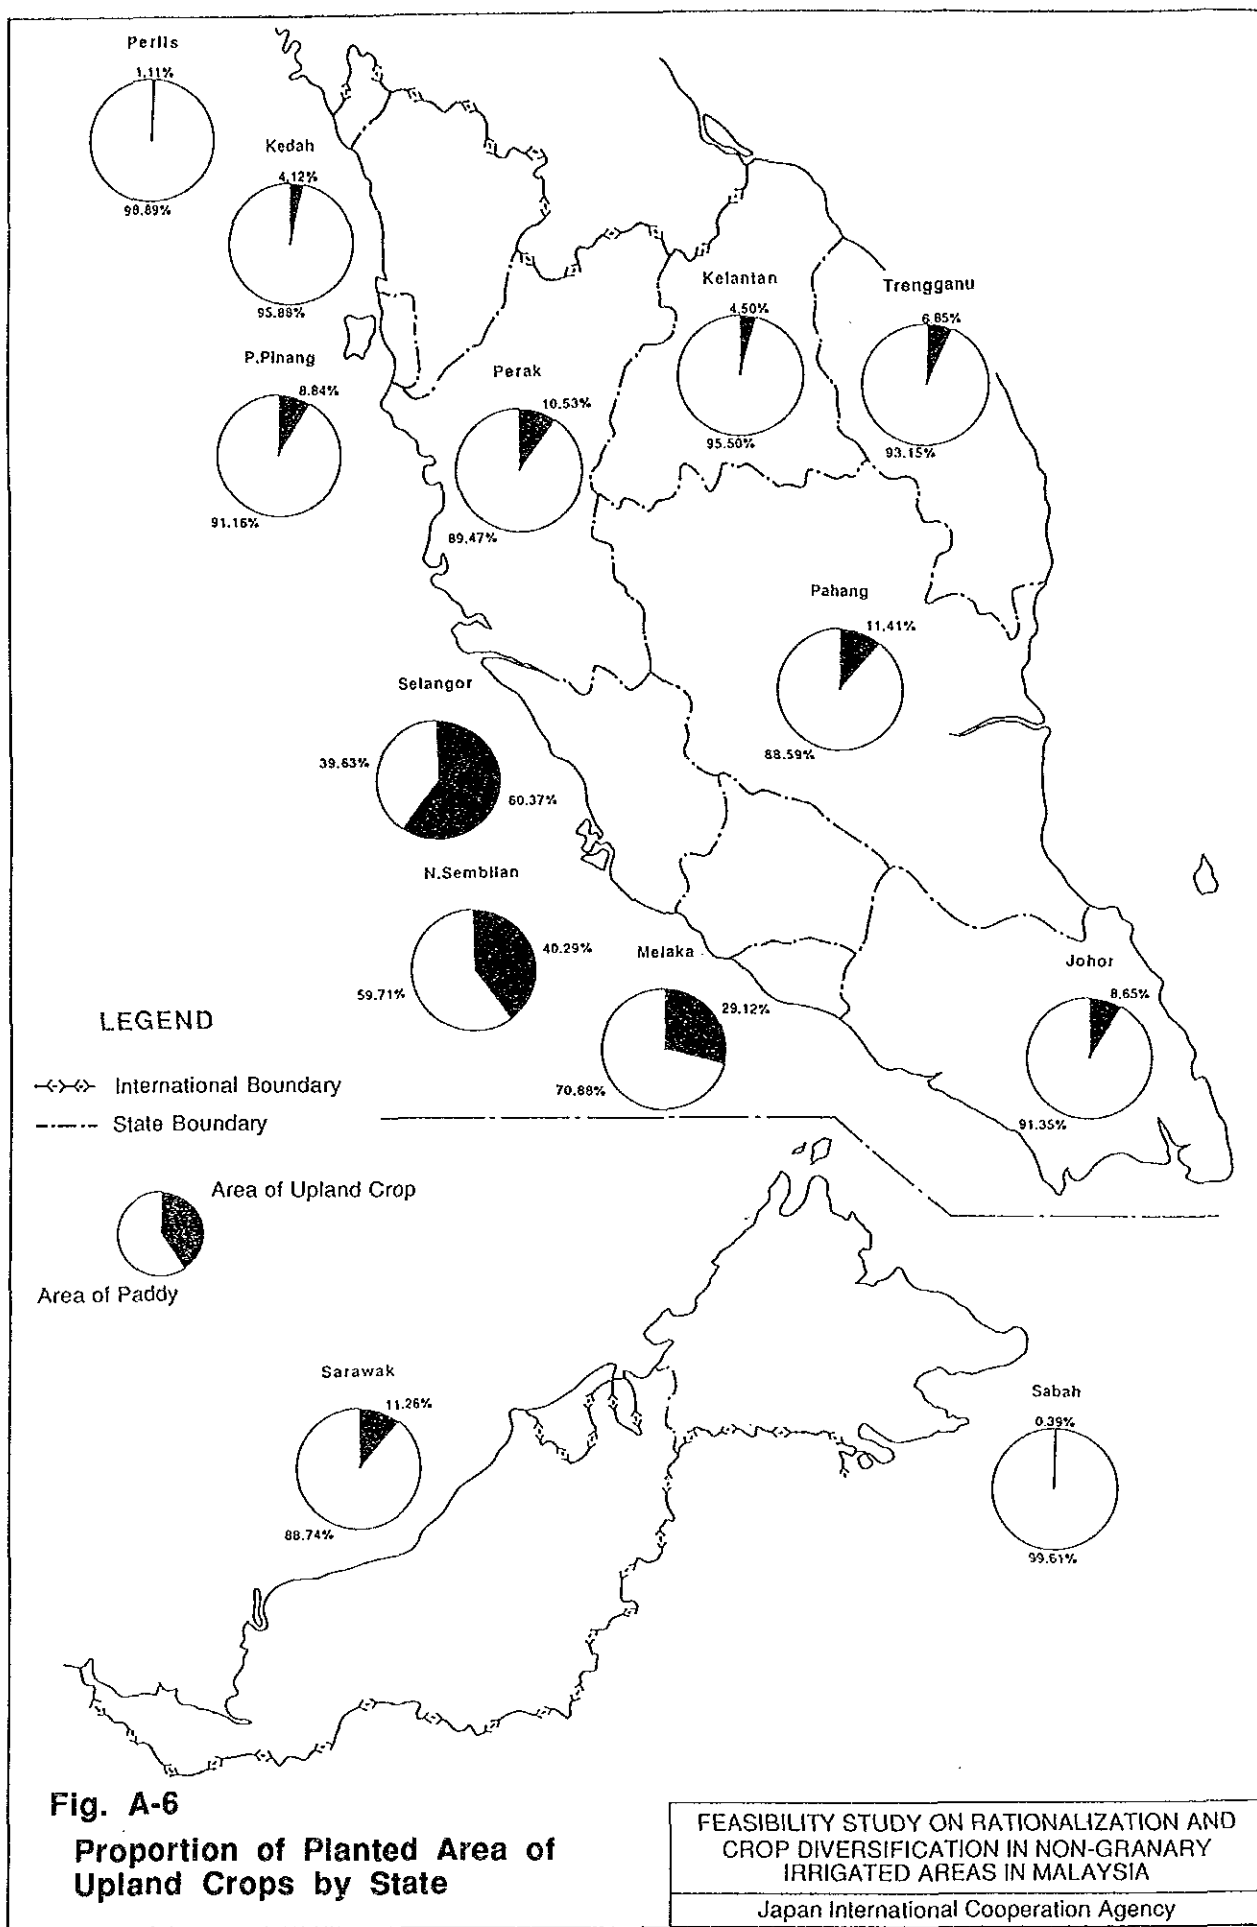 Perlis
1.11%
98.89%
Kedah
4.12%
95.88%
P.Pinang
8.84%
91.16%
Perak
10.53%
89.47%
Kelantan
4.50%
95.50%
Trengganu
6.85%
93.15%
Pahang
11.41%
88.59%
Selangor
39.63%
60.37%
N.Sembilan
40.29%
59.71%
Melaka
29.12%
70.88%
Johor
8.65%
91.35%
LEGEND
International Boundary
State Boundary
Area of Upland Crop
Area of Paddy
Sarawak
11.26%
88.74%
Sabah
0.39%
99.61%
Fig. A-6
Proportion of Planted Area of
Upland Crops by State
FEASIBILITY STUDY ON RATIONALIZATION AND
CROP DIVERSIFICATION IN NON-GRANARY
IRRIGATED AREAS IN MALAYSIA
Japan International Cooperation Agency